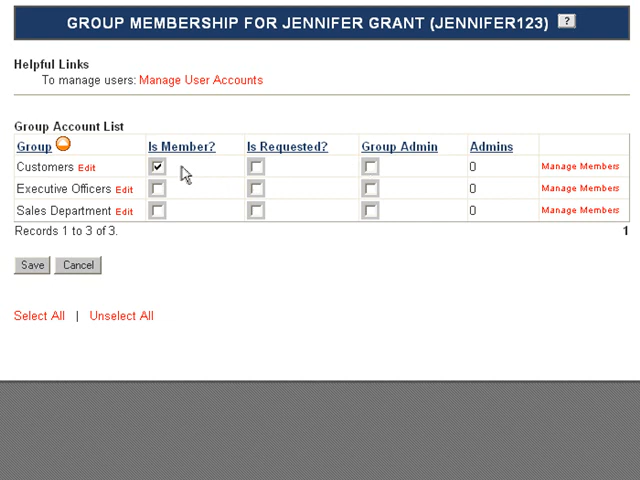 GROUP MEMBERSHIP FOR JENNIFER GRANT (JENNIFER123) ?
Helpful Links
To manage users: Manage User Accounts
Group Account List
Group Is Member? Is Requested? Group Admin Admins
Customers Edit 0 Manage Members
Executive Officers Edit 0 Manage Members
Sales Department Edit 0 Manage Members
Records 1 to 3 of 3. 1
Save Cancel
Select All | Unselect All